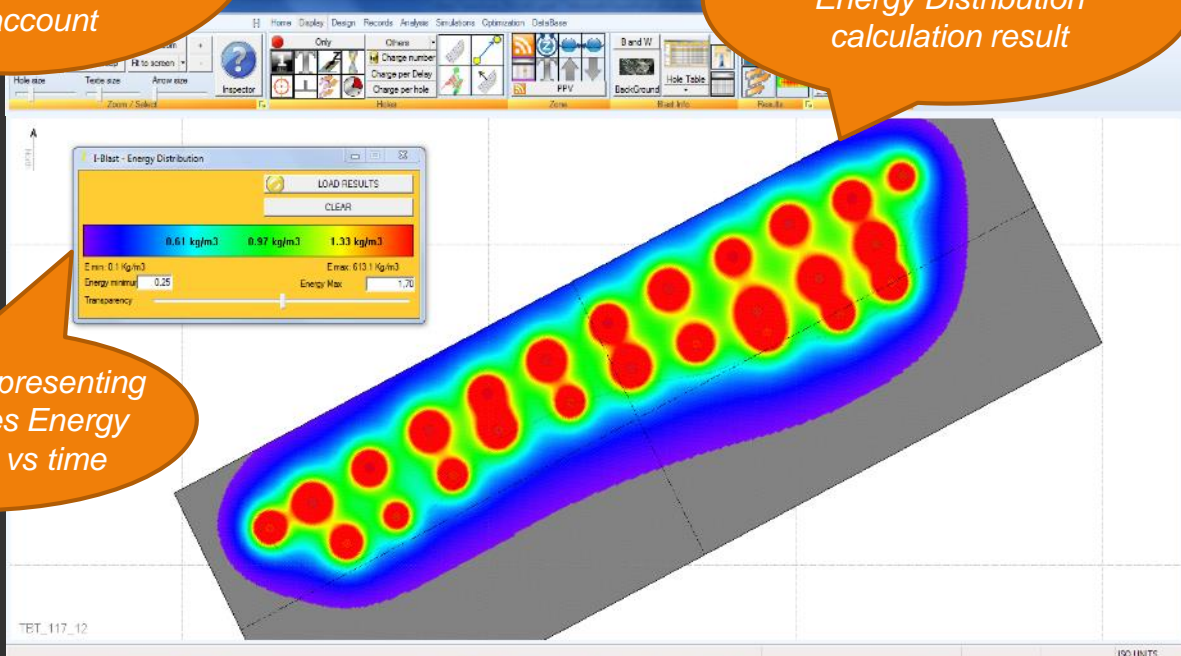 account
Energy Distribution
calculation result
Home Display Design Records Analysis Simulations Optimization DataBase
Only
Others
Charge number
Charge per Delay
Charge per hole
Fit to screen
Hole size
Texte size
Arrow size
Inspector
PPV
B and W
BackGround
Hole Table
Zoom / Select
Holes
Zone
Blast Info
Results
A
North
I-Blast - Energy Distribution
LOAD RESULTS
CLEAR
0.61 kg/m3 0.97 kg/m3 1.33 kg/m3
E min: 0.1 Kg/m3
E max: 613.1 Kg/m3
Energy minimur 0,25
Energy Max 1,70
Transparency
presenting
es Energy
vs time
TBT_117_12
ISO UNITS